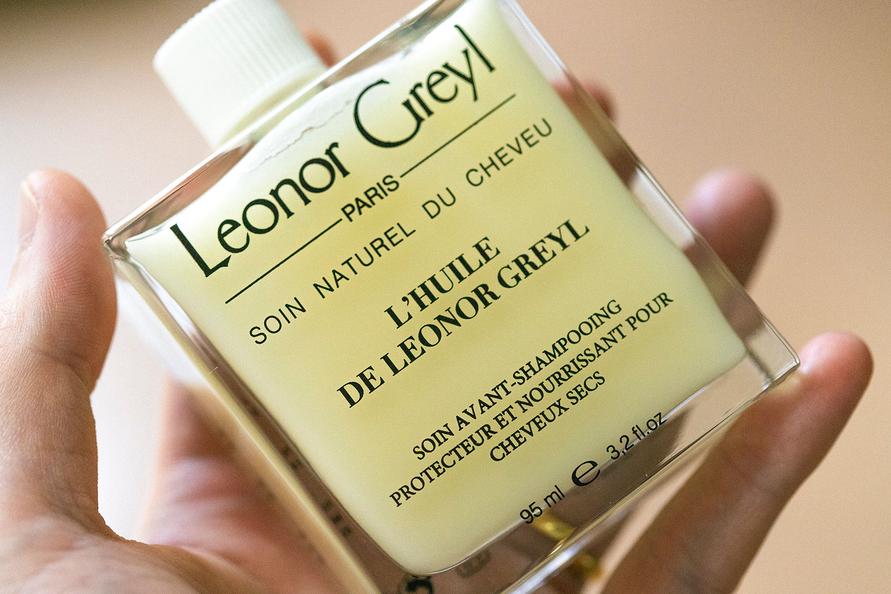 Leonor Greyl
PARIS
SOIN NATUREL DU CHEVEU
L'HUILE
DE LEONOR GREYL
SOIN AVANT-SHAMPOOING
PROTECTEUR ET NOURRISSANT POUR
CHEVEUX SECS
95 ml ℮ 3,2 fl.oz